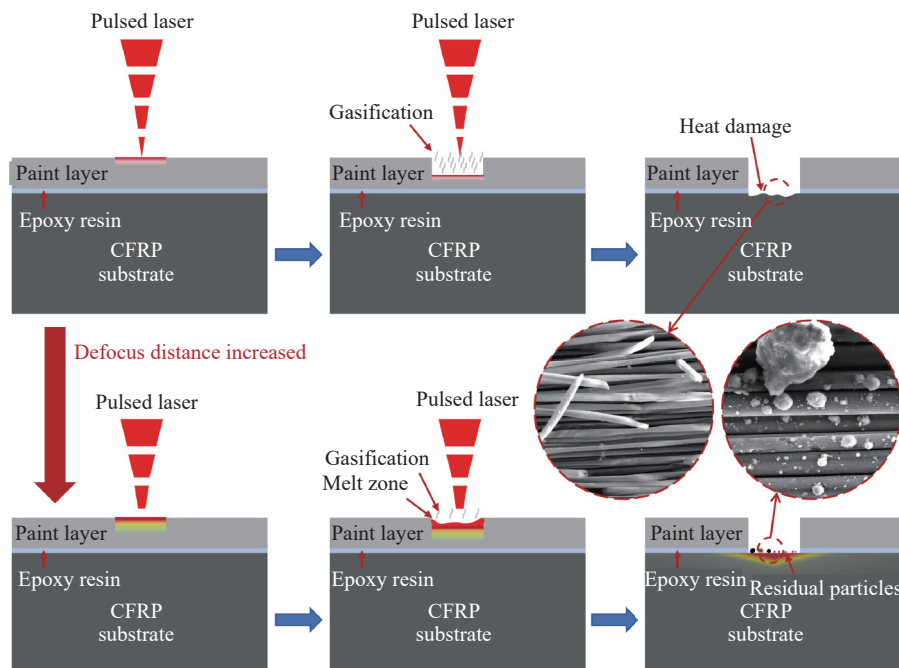 Pulsed laser
Pulsed laser
Gasification
Heat damage
Paint layer
Paint layer
Paint layer
Epoxy resin
Epoxy resin
Epoxy resin
CFRP
substrate
CFRP
substrate
CFRP
substrate
Defocus distance increased
Pulsed laser
Pulsed laser
Gasification
Melt zone
Paint layer
Paint layer
Paint layer
Epoxy resin
Epoxy resin
Epoxy resin
Residual particles
CFRP
substrate
CFRP
substrate
CFRP
substrate